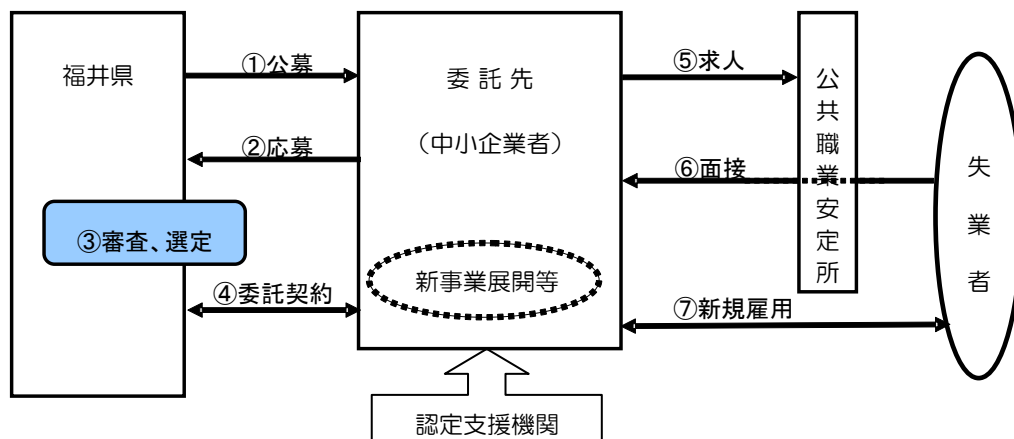 福井県
①公募
②応募
③審査、選定
④委託契約
委 託 先
（中小企業者）
新事業展開等
認定支援機関
⑤求人
⑥面接
⑦新規雇用
公共職業安定所
失業者